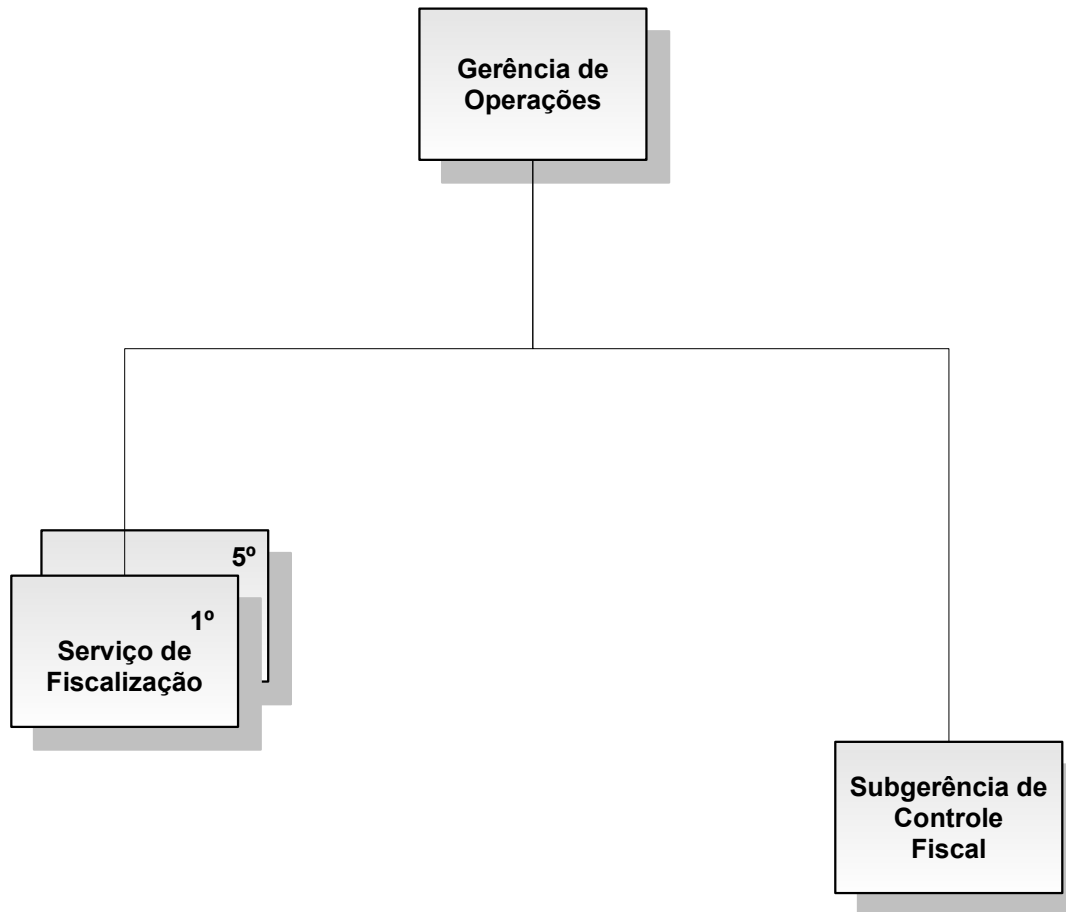 Gerência de
Operações
5º
1º
Serviço de
Fiscalização
Subgerência de
Controle
Fiscal